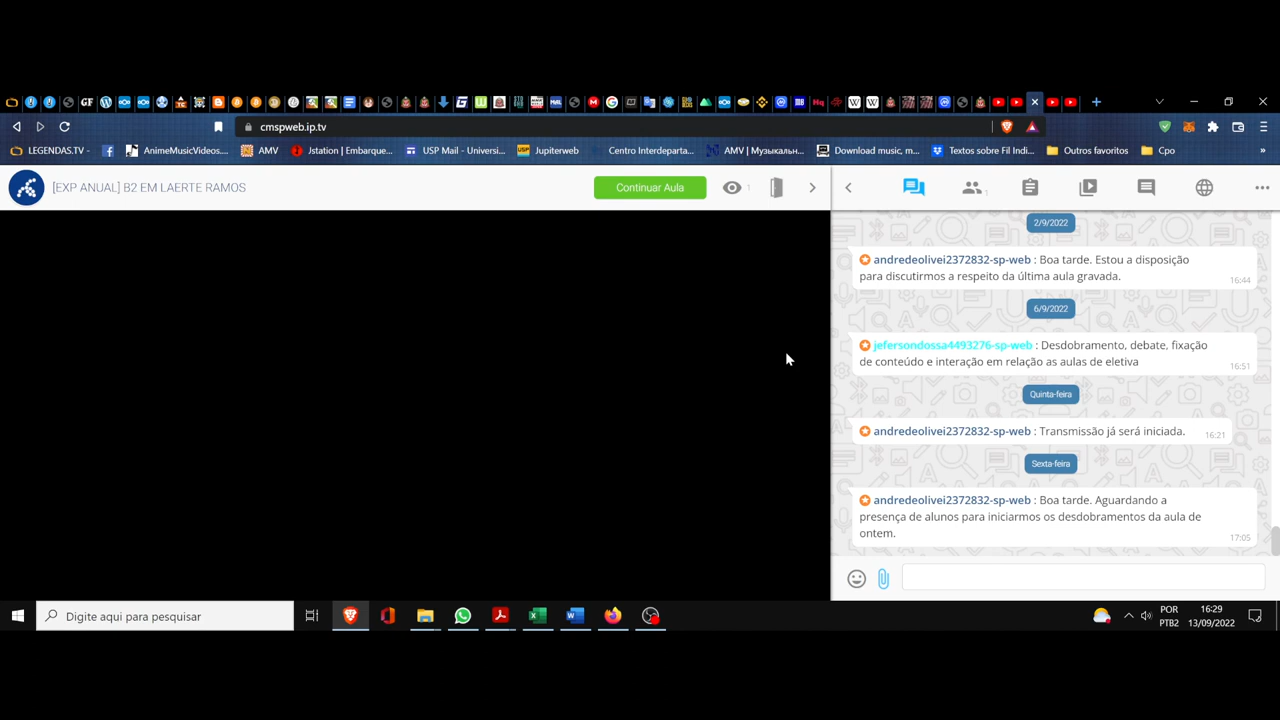 cmspweb.ip.tv
LEGENDAS.TV -
AnimeMusicVideos...
AMV
Jstation | Embarque...
USP Mail - Universi...
Jupiterweb
Centro Interdeparta...
AMV | Музыкальн...
Download music, m...
Textos sobre Fil Indi...
Outros favoritos
Cpo
»
[EXP ANUAL] B2 EM LAERTE RAMOS
Continuar Aula
1
1
2/9/2022
andredeolivei2372832-sp-web : Boa tarde. Estou a disposição
para discutirmos a respeito da última aula gravada.
16:44
6/9/2022
jefersondossa4493276-sp-web : Desdobramento, debate, fixação
de conteúdo e interação em relação as aulas de eletiva
16:51
Quinta-feira
andredeolivei2372832-sp-web : Transmissão já será iniciada.
16:21
Sexta-feira
andredeolivei2372832-sp-web : Boa tarde. Aguardando a
presença de alunos para iniciarmos os desdobramentos da aula de
ontem.
17:05
Digite aqui para pesquisar
POR
PTB2
16:29
13/09/2022